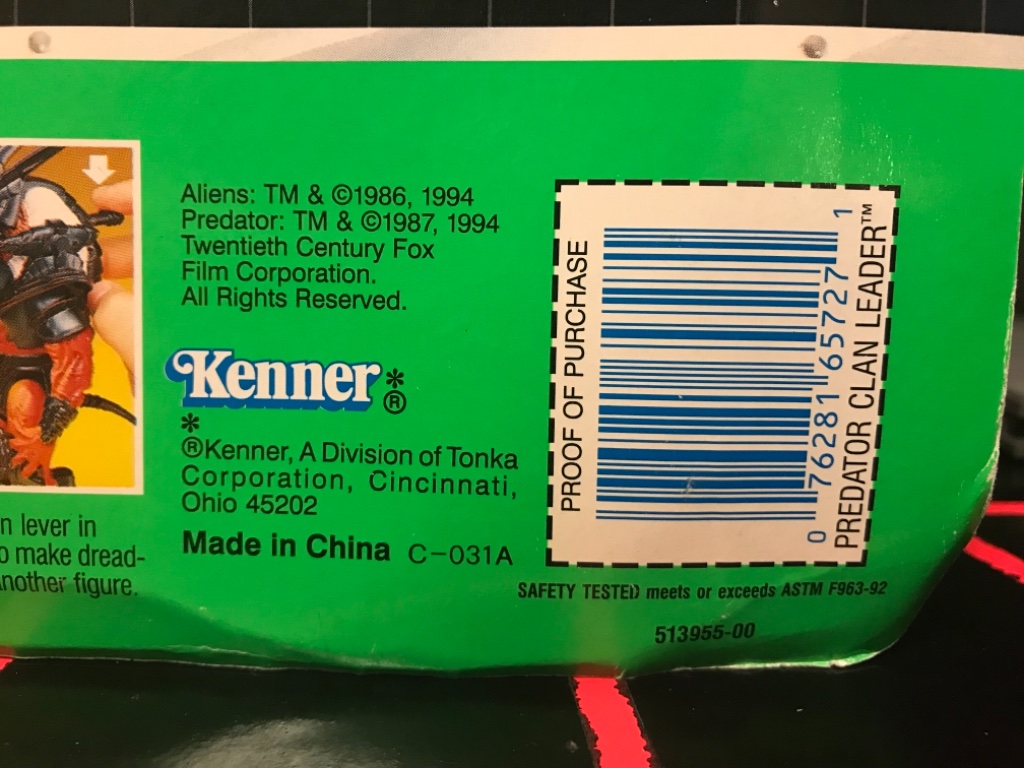 Aliens: TM & ©1986, 1994
Predator: TM & ©1987, 1994
Twentieth Century Fox
Film Corporation.
All Rights Reserved.
Kenner*®
*
®Kenner, A Division of Tonka
Corporation, Cincinnati,
Ohio 45202
Made in China C-031A
n lever in
o make dread-
nother figure.
PROOF OF PURCHASE
0 76281 65727 1
PREDATOR CLAN LEADER™
SAFETY TESTED meets or exceeds ASTM F963-92
513955-00